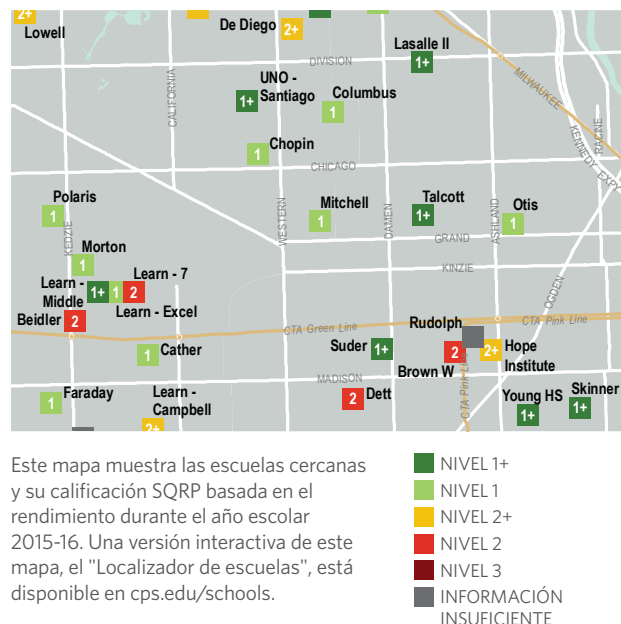 2+
Lowell
De Diego
2+
Lasalle II
1+
DIVISION
MILWAUKEE
CALIFORNIA
UNO -
Santiago
1+
Columbus
1
KENNEDY EXPY
RACINE
Chopin
1
CHICAGO
Polaris
1
KEDZIE
WESTERN
Mitchell
1
DAMEN
Talcott
1+
ASHLAND
Otis
1
GRAND
Morton
1
KINZIE
Learn - 7
Learn -
Middle
1+ 1 2
Learn - Excel
OGDEN
Beidler 2
CTA Green Line
Rudolph
CTA Pink Line
Cather
1
Suder 1+
2
2+ Hope
Institute
Brown W
CTA Pink Line
MADISON
Faraday
1
Learn -
Campbell
2+
2 Dett
Young HS
1+
Skinner
1+
Este mapa muestra las escuelas cercanas
y su calificación SQRP basada en el
rendimiento durante el año escolar
2015-16. Una versión interactiva de este
mapa, el "Localizador de escuelas", está
disponible en cps.edu/schools.
NIVEL 1+
NIVEL 1
NIVEL 2+
NIVEL 2
NIVEL 3
INFORMACIÓN
INSUFICIENTE